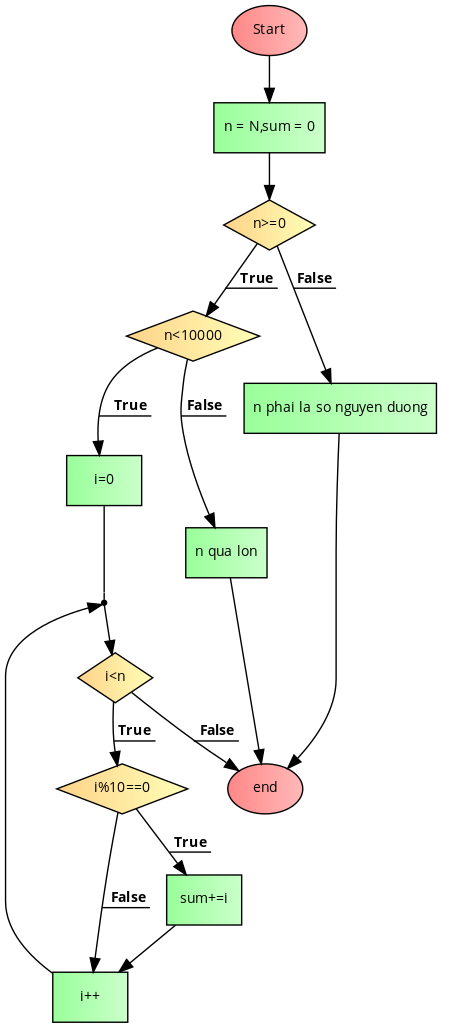 Start
n = N,sum = 0
n>=0
True
False
n<10000
True
False
n phai la so nguyen duong
i=0
n qua lon
i<n
True
False
end
i%10==0
True
False
sum+=i
i++